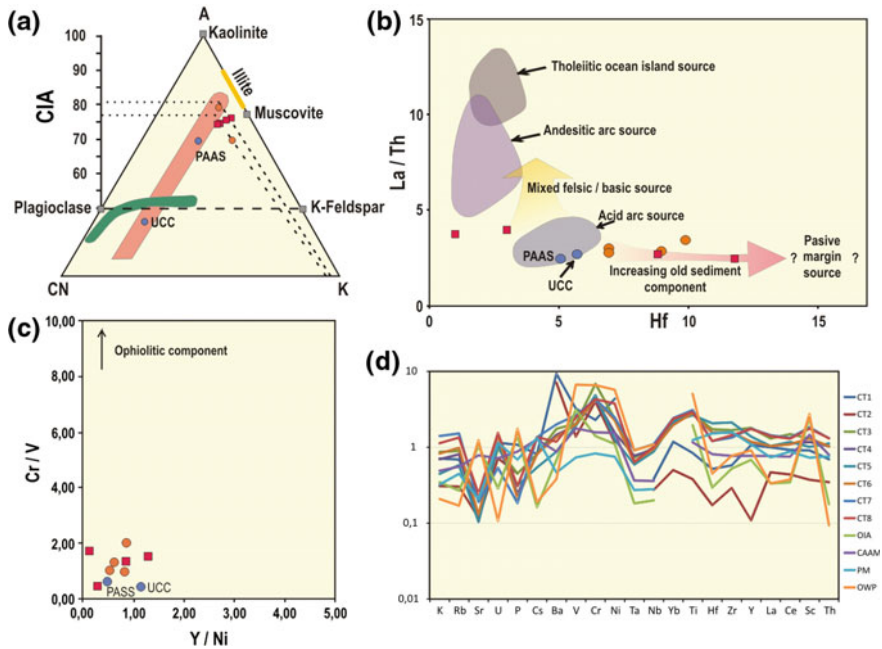 (a)
A
Kaolinite
Illite
Muscovite
CIA
100
90
80
70
60
PAAS
Plagioclase
K-Feldspar
UCC
CN
K
(b)
La / Th
15
10
5
0
Tholeiitic ocean island source
Andesitic arc source
Mixed felsic / basic source
Acid arc source
PAAS
UCC
Increasing old sediment
component
? Pasive ?
margin
source
0 5 10 15
Hf
(c)
Cr / V
10,00
8,00
6,00
4,00
2,00
0,00
Ophiolitic component
PASS
UCC
0,00 1,00 2,00 3,00 4,00 5,00
Y / Ni
(d)
10
1
0,1
0,01
K Rb Sr U P Cs Ba V Cr Ni Ta Nb Yb Ti Hf Zr Y La Ce Sc Th
CT1
CT2
CT3
CT4
CT5
CT6
CT7
CT8
OIA
CAAM
PM
OWP